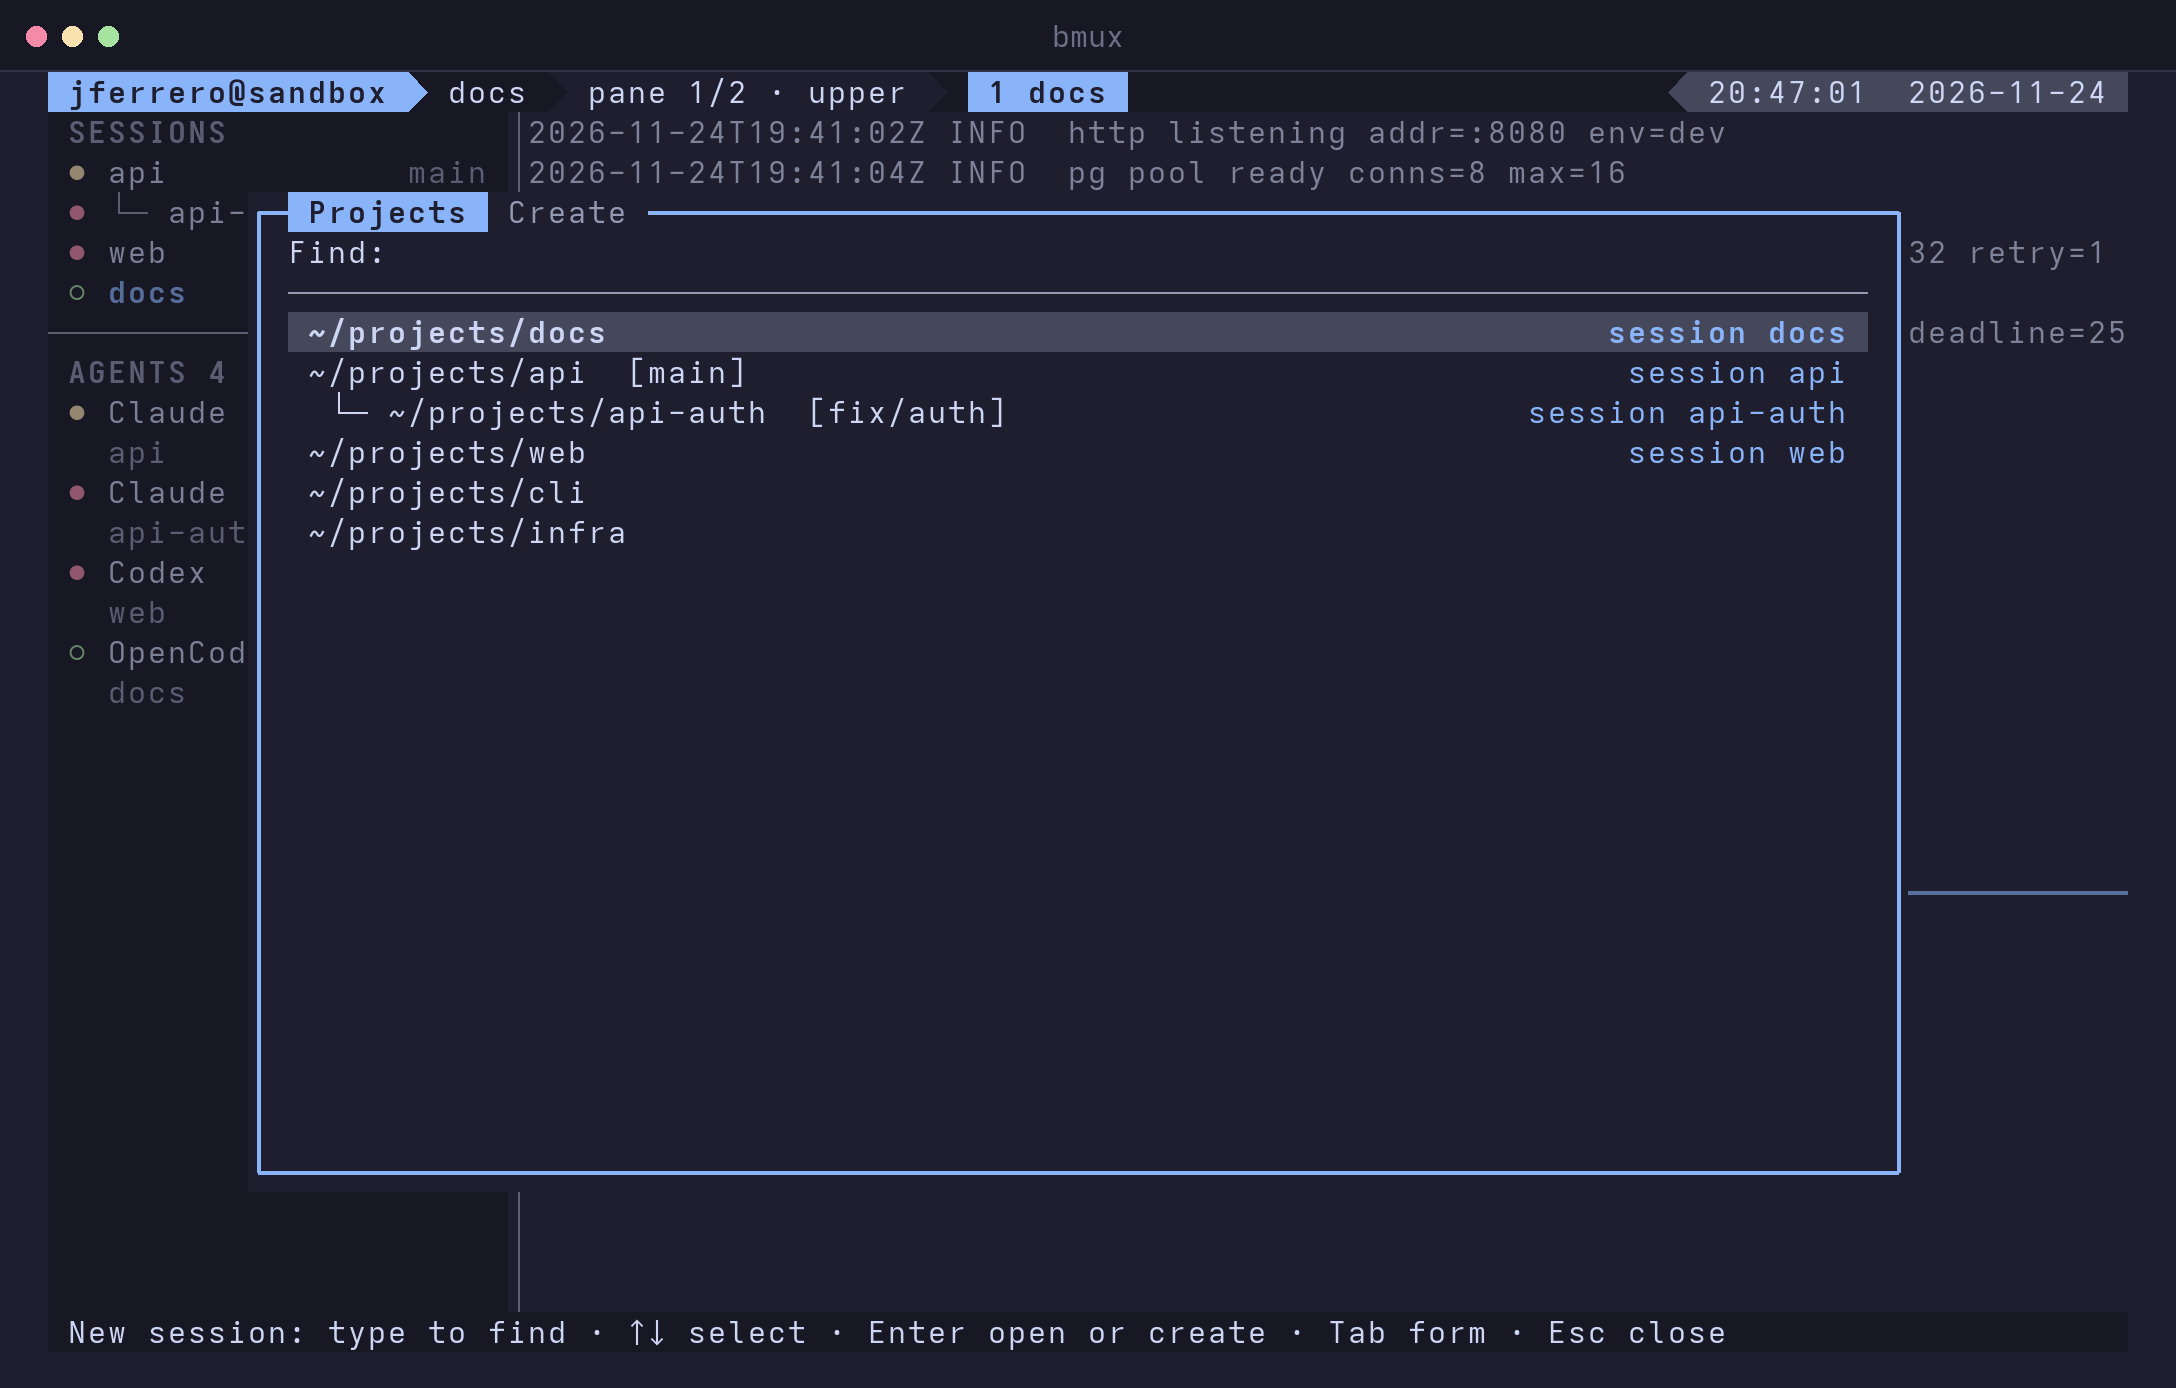 bmux
jferrero@sandbox docs pane 1/2 · upper 1 docs 20:47:01 2026-11-24
SESSIONS
2026-11-24T19:41:02Z INFO http listening addr=:8080 env=dev
● api main
2026-11-24T19:41:04Z INFO pg pool ready conns=8 max=16
● └─ api-
Projects Create
● web
Find:
32 retry=1
○ docs
~/projects/docs session docs
deadline=25
AGENTS 4
~/projects/api [main] session api
● Claude
└─ ~/projects/api-auth [fix/auth] session api-auth
api
~/projects/web session web
● Claude
~/projects/cli
api-aut
~/projects/infra
● Codex
web
○ OpenCod
docs
New session: type to find · ↑↓ select · Enter open or create · Tab form · Esc close